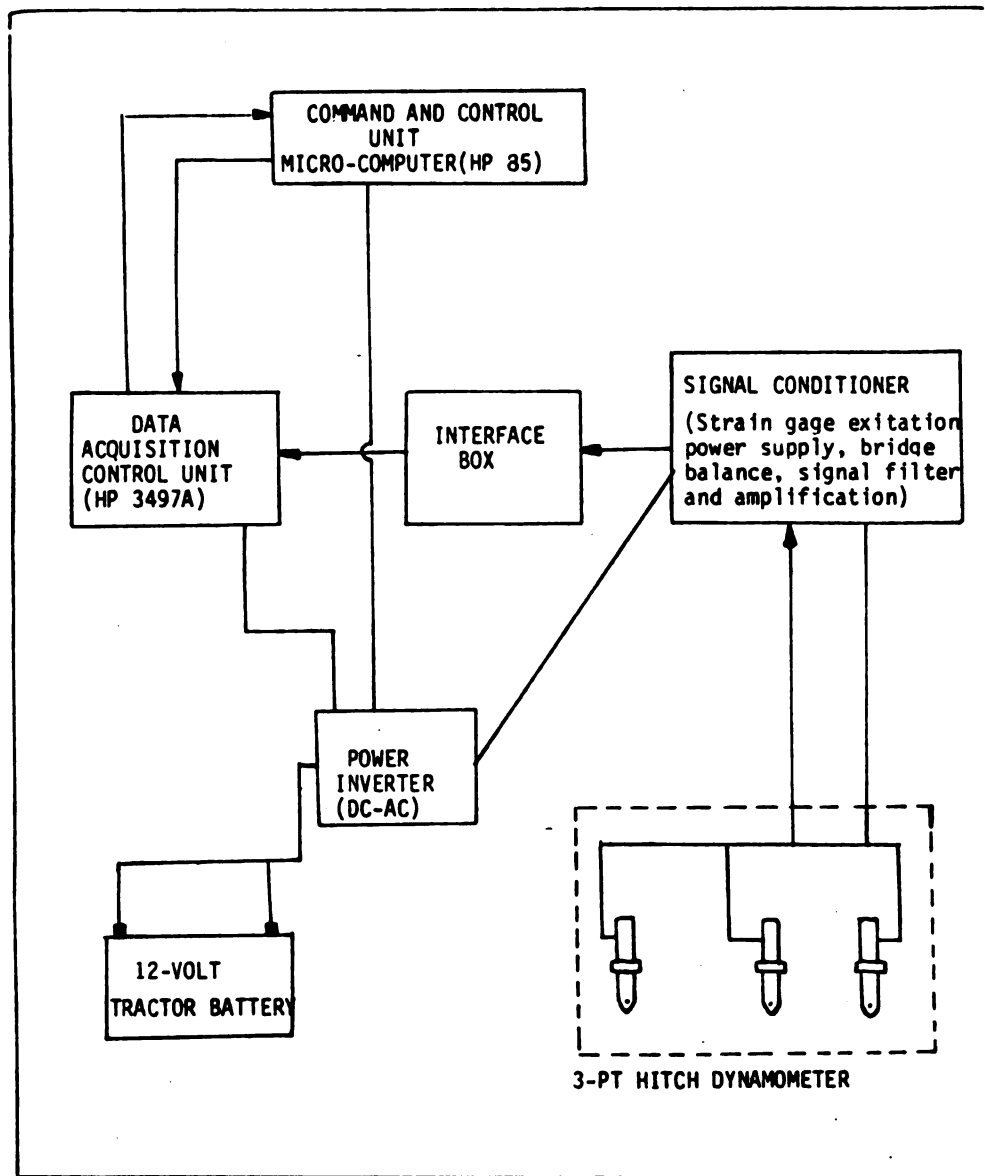 COMMAND AND CONTROL
UNIT
MICRO-COMPUTER(HP 85)
DATA
ACQUISITION
CONTROL UNIT
(HP 3497A)
INTERFACE
BOX
SIGNAL CONDITIONER
(Strain gage exitation
power supply, bridge
balance, signal filter
and amplification)
POWER
INVERTER
(DC-AC)
12-VOLT
TRACTOR BATTERY
3-PT HITCH DYNAMOMETER